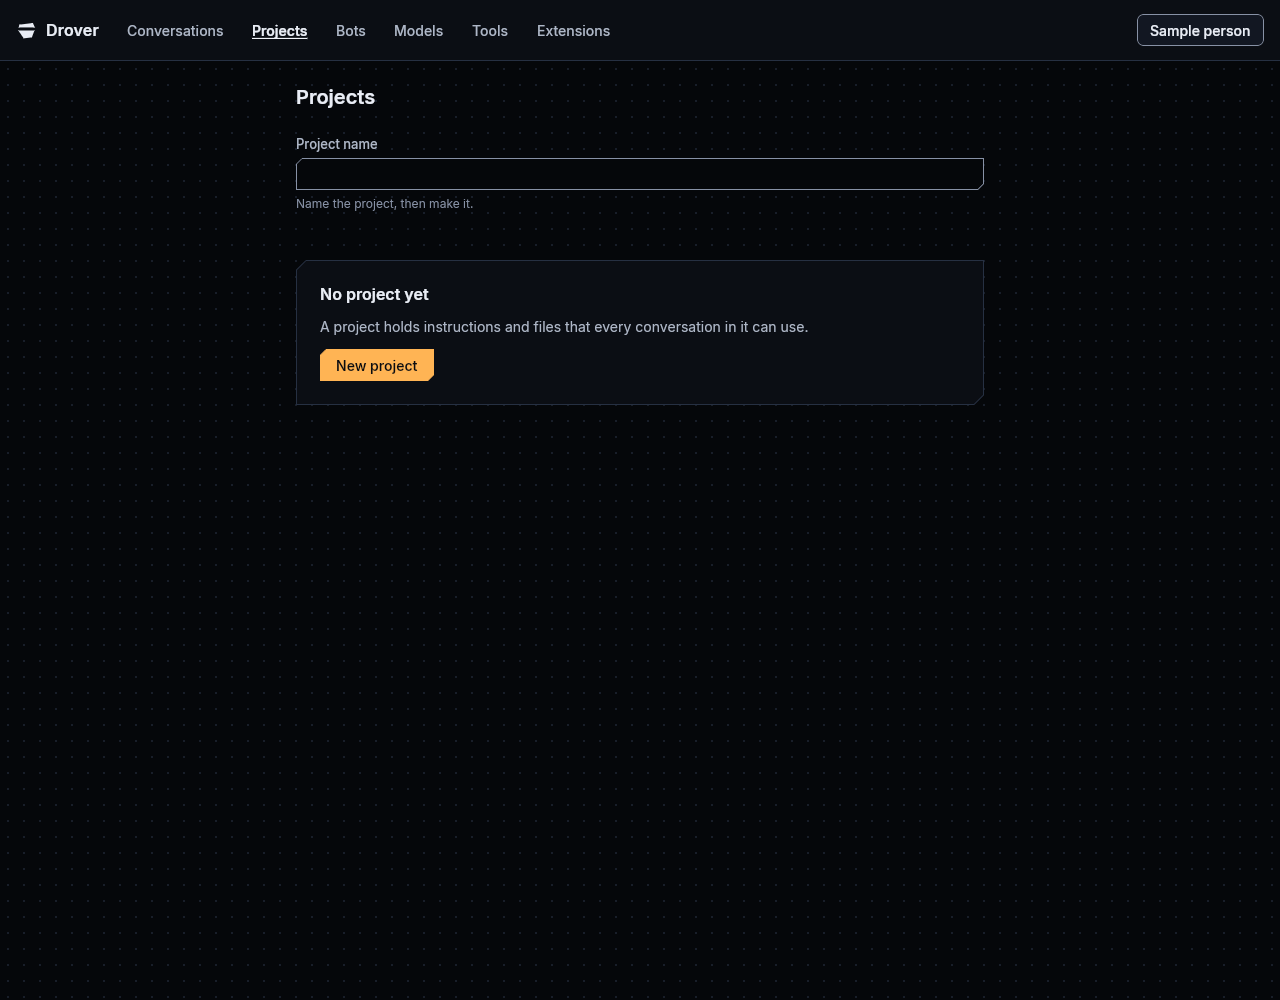 Drover
Conversations
Projects
Bots
Models
Tools
Extensions
Sample person
Projects
Project name
Name the project, then make it.
No project yet
A project holds instructions and files that every conversation in it can use.
New project